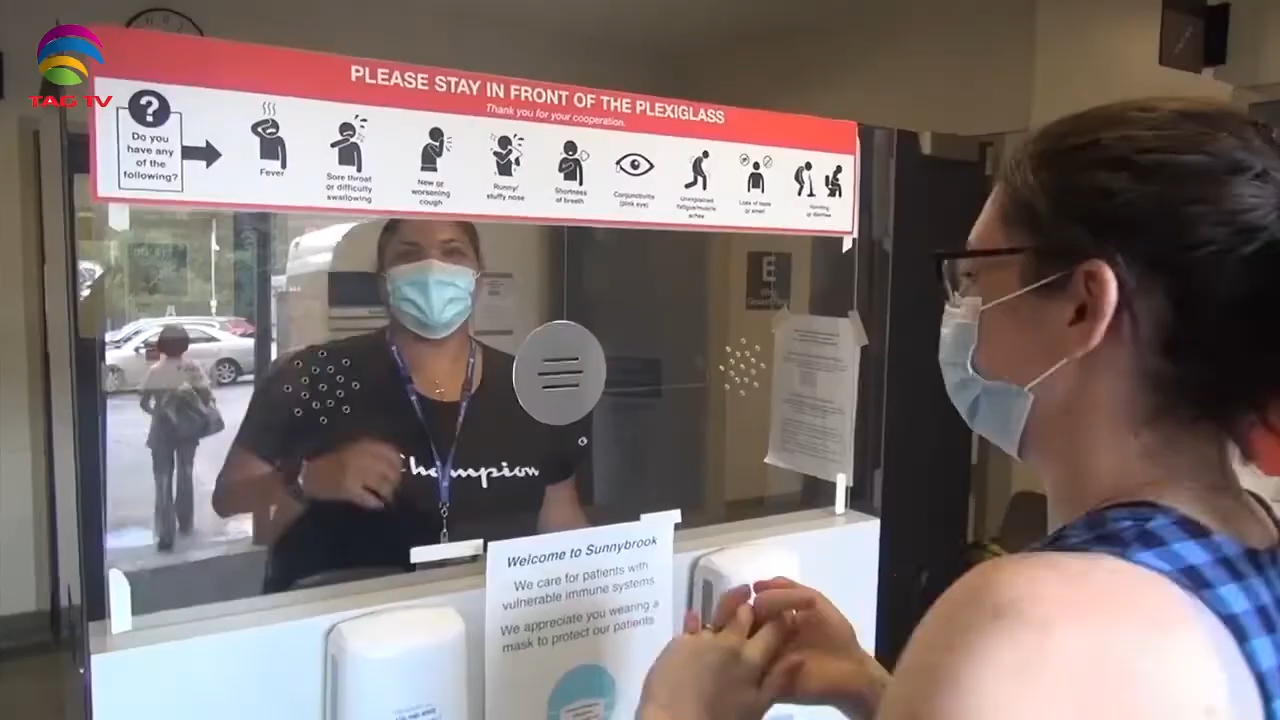 TAG TV
PLEASE STAY IN FRONT OF THE PLEXIGLASS
Thank you for your cooperation.
?
Do you
have any
of the
following?
Fever
Sore throat
or difficulty
swallowing
New or
worsening
cough
Runny/
stuffy nose
Shortness
of breath
Conjunctivitis
(pink eye)
Unexplained
fatigue/muscle
aches
Loss of taste
or smell
Vomiting
or diarrhea
E
Champion
Welcome to Sunnybrook
We care for patients with
vulnerable immune systems
We appreciate you wearing a
mask to protect our patients